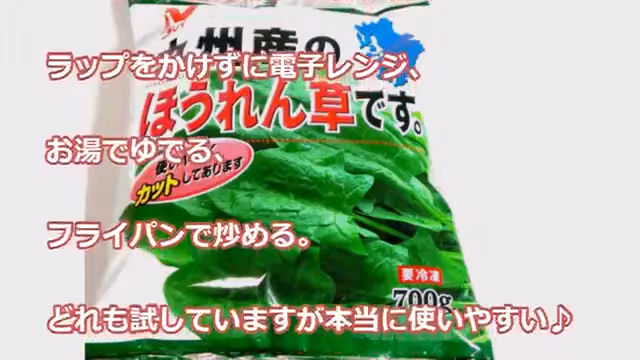 九州産の
ラップをかけずに電子レンジ、
ほうれん草です。
お湯でゆでる、
カットしてあります
フライパンで炒める。
要冷凍
700g
どれも試していますが本当に使いやすい♪